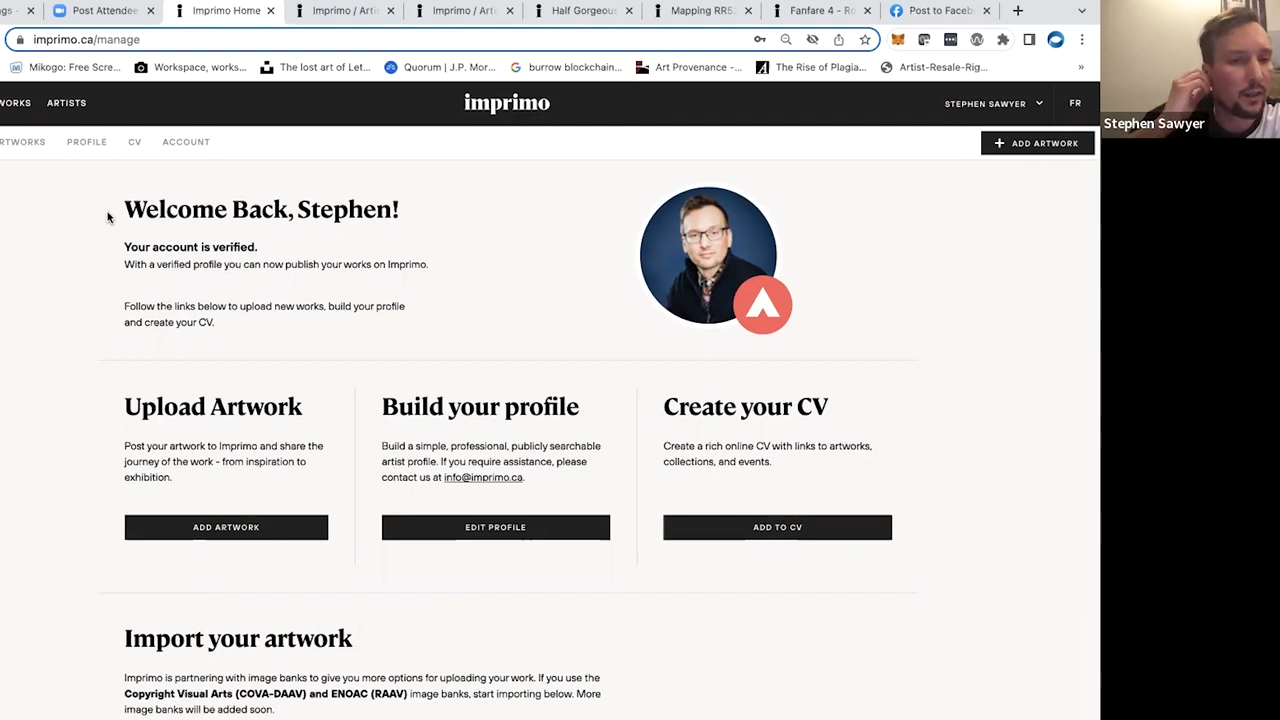 Post Attendee
Imprimo Home
Imprimo / Arti
Imprimo / Arti
Half Gorgeous
Mapping RR5
Fanfare 4 - Ro
Post to Faceb
imprimo.ca/manage
Mikogo: Free Scre...
Workspace, works...
The lost art of Let...
Quorum | J.P. Mor...
burrow blockchain...
Art Provenance -...
The Rise of Plagia...
Artist-Resale-Rig...
»
ORKS
ARTISTS
imprimo
STEPHEN SAWYER
FR
RTWORKS
PROFILE
CV
ACCOUNT
+ ADD ARTWORK
Stephen Sawyer
Welcome Back, Stephen!
Your account is verified.
With a verified profile you can now publish your works on Imprimo.
Follow the links below to upload new works, build your profile
and create your CV.
Upload Artwork
Post your artwork to Imprimo and share the
journey of the work - from inspiration to
exhibition.
ADD ARTWORK
Build your profile
Build a simple, professional, publicly searchable
artist profile. If you require assistance, please
contact us at info@imprimo.ca.
EDIT PROFILE
Create your CV
Create a rich online CV with links to artworks,
collections, and events.
ADD TO CV
Import your artwork
Imprimo is partnering with image banks to give you more options for uploading your work. If you use the
Copyright Visual Arts (COVA-DAAV) and ENOAC (RAAV) image banks, start importing below. More
image banks will be added soon.